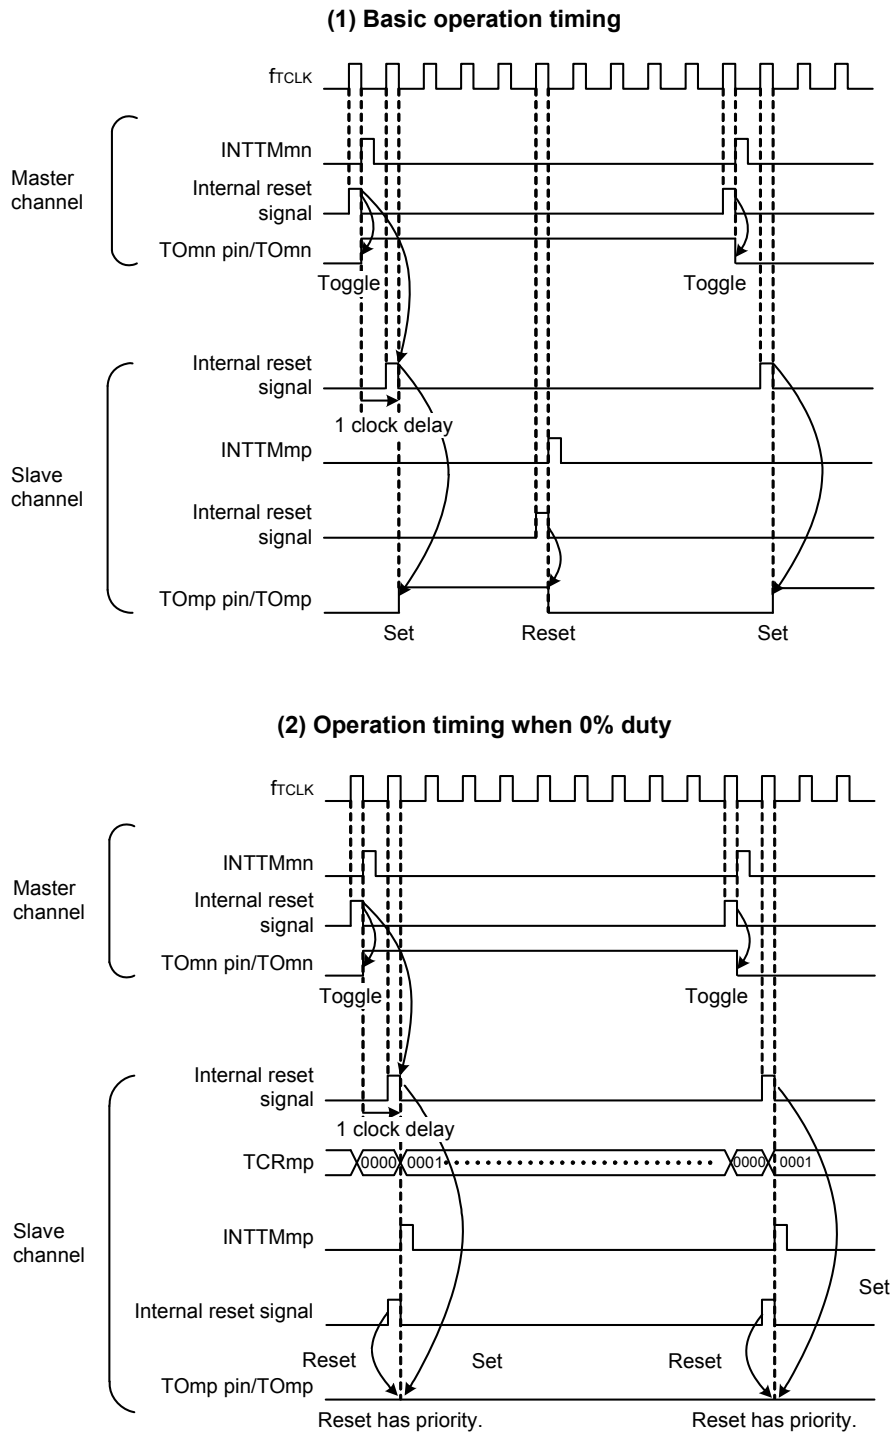 (1) Basic operation timing
fTCLK
Master
channel
INTTMmn
Internal reset
signal
TOmn pin/TOmn
Toggle
Toggle
Slave
channel
Internal reset
signal
1 clock delay
INTTMmp
Internal reset
signal
TOmp pin/TOmp
Set
Reset
Set
(2) Operation timing when 0% duty
fTCLK
Master
channel
INTTMmn
Internal reset
signal
TOmn pin/TOmn
Toggle
Toggle
Slave
channel
Internal reset
signal
1 clock delay
TCRmp
0000
0001
0000
0001
INTTMmp
Set
Internal reset signal
Reset
Set
Reset
TOmp pin/TOmp
Reset has priority.
Reset has priority.